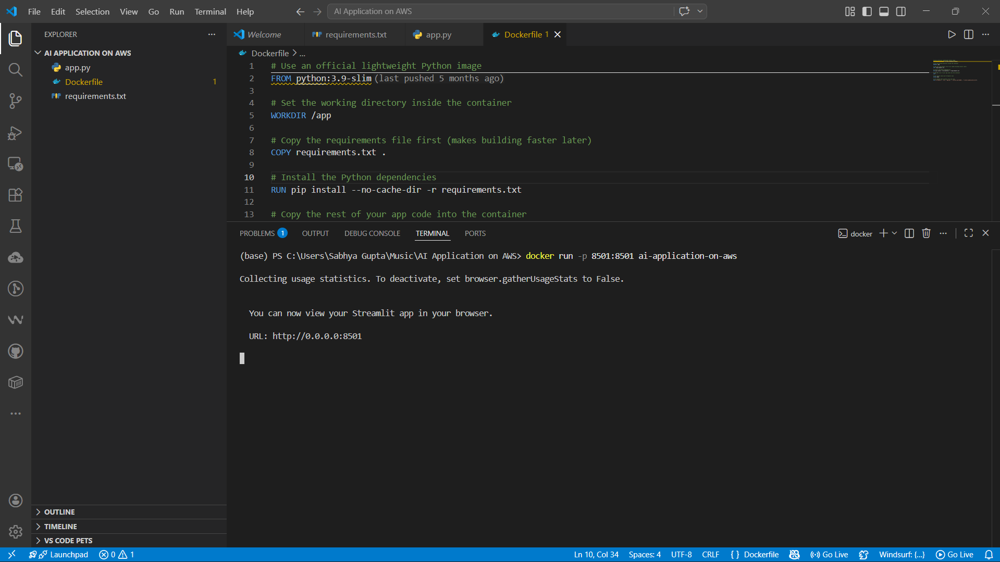 File Edit Selection View Go Run Terminal Help
AI Application on AWS
EXPLORER
AI APPLICATION ON AWS
app.py
Dockerfile 1
requirements.txt
OUTLINE
TIMELINE
VS CODE PETS
Welcome requirements.txt app.py Dockerfile 1
Dockerfile > ...
1 # Use an official lightweight Python image
2 FROM python:3.9-slim (last pushed 5 months ago)
3
4 # Set the working directory inside the container
5 WORKDIR /app
6
7 # Copy the requirements file first (makes building faster later)
8 COPY requirements.txt .
9
10 # Install the Python dependencies
11 RUN pip install --no-cache-dir -r requirements.txt
12
13 # Copy the rest of your app code into the container
PROBLEMS 1 OUTPUT DEBUG CONSOLE TERMINAL PORTS
docker
(base) PS C:\Users\Sabhya Gupta\Music\AI Application on AWS> docker run -p 8501:8501 ai-application-on-aws
Collecting usage statistics. To deactivate, set browser.gatherUsageStats to False.
You can now view your Streamlit app in your browser.
URL: http://0.0.0.0:8501
Launchpad 0 1
Ln 10, Col 34 Spaces: 4 UTF-8 CRLF { } Dockerfile Go Live Windsurf: {...} Go Live